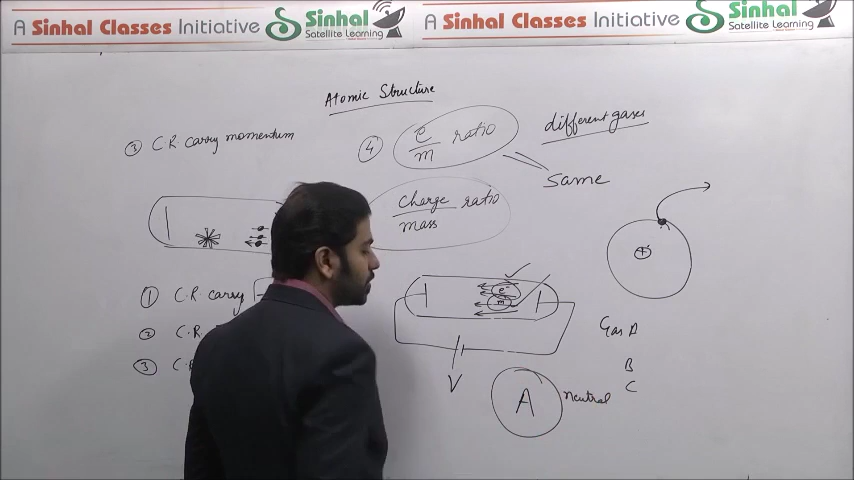 A Sinhal Classes Initiative Sinhal Satellite Learning A Sinhal Classes Initiative Sinhal Satellite Learning
Atomic Structure
③ C.R. carry momentum
④ e/m ratio
different gases
Same
charge/mass ratio
① C.R. carry
② C.R.
③ C.R
e⁻
m
V
A
neutral
+
Gas A
B
C